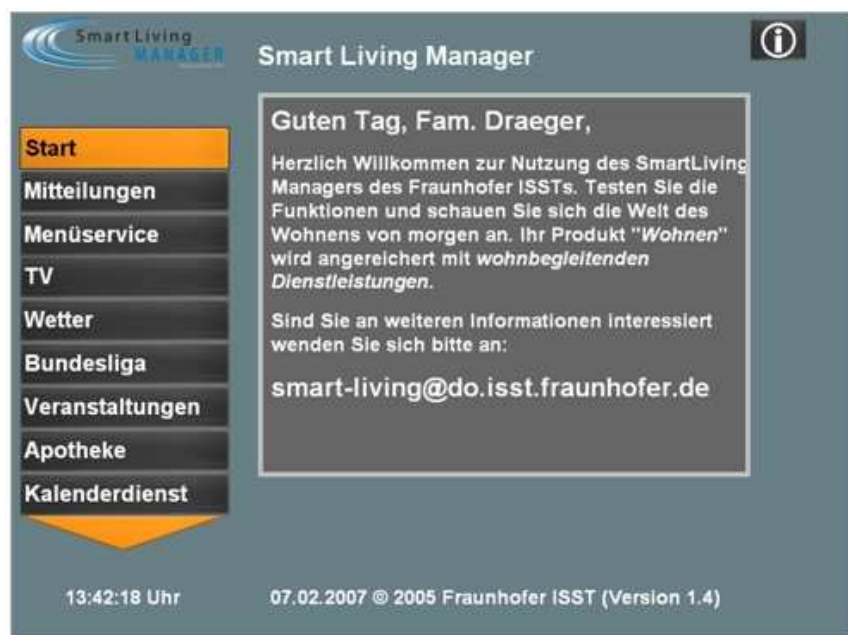 Smart Living
MANAGER
Smart Living Manager
Start
Mitteilungen
Menüservice
TV
Wetter
Bundesliga
Veranstaltungen
Apotheke
Kalenderdienst
Guten Tag, Fam. Draeger,
Herzlich Willkommen zur Nutzung des SmartLiving
Managers des Fraunhofer ISSTs. Testen Sie die
Funktionen und schauen Sie sich die Welt des
Wohnens von morgen an. Ihr Produkt "Wohnen"
wird angereichert mit wohnbegleitenden
Dienstleistungen.
Sind Sie an weiteren Informationen interessiert
wenden Sie sich bitte an:
smart-living@do.isst.fraunhofer.de
13:42:18 Uhr
07.02.2007 © 2005 Fraunhofer ISST (Version 1.4)